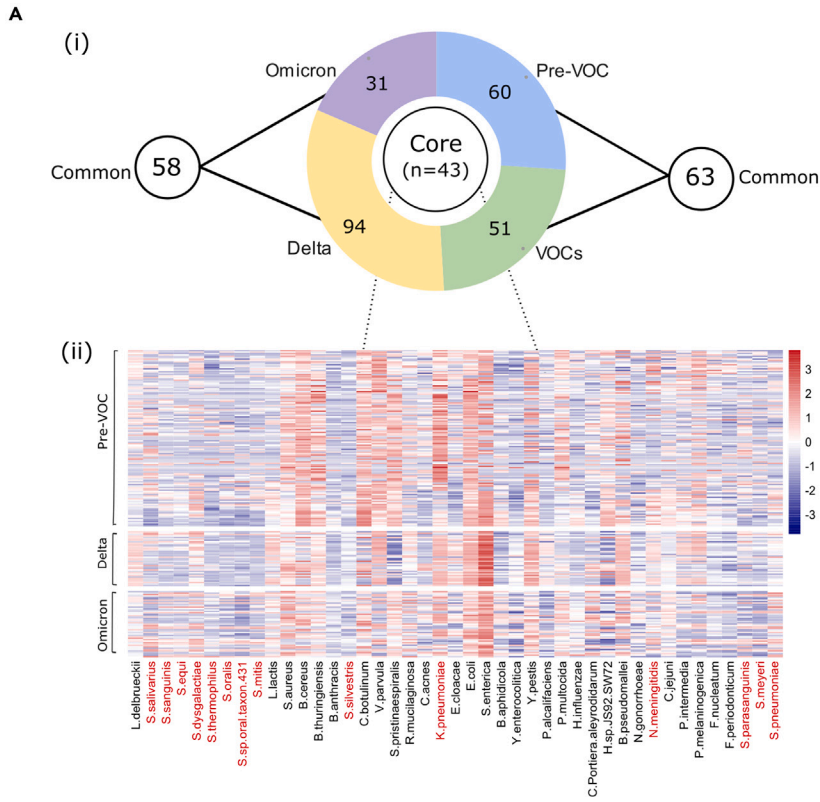 A
(i)
Omicron
31
60
Pre-VOC
Core
(n=43)
Common
58
63
Common
94
51
Delta
VOCs
(ii)
Pre-VOC
Delta
Omicron
3
2
1
0
-1
-2
-3
L.delbrueckii
S.salivarius
S.sanguinis
S.equi
S.dysgalactiae
S.thermophilus
S.oralis
S.sp.oral.taxon.431
S.mitis
L.lactis
S.aureus
B.cereus
B.thuringiensis
B.anthracis
S.silvestris
C.botulinum
V.parvula
S.pristinaespiralis
R.mucilaginosa
C.acnes
K.pneumoniae
E.cloacae
E.coli
S.enterica
B.aphidicola
Y.enterocolitica
Y.pestis
P.alcalifaciens
P.multocida
H.influenzae
C.Portiera.aleyrodidarum
H.sp.JS92.SW72
B.pseudomallei
N.gonorrhoeae
N.meningitidis
C.jejuni
P.intermedia
P.melaninogenica
F.nucleatum
F.periodonticum
S.parasanguinis
S.meyeri
S.pneumoniae